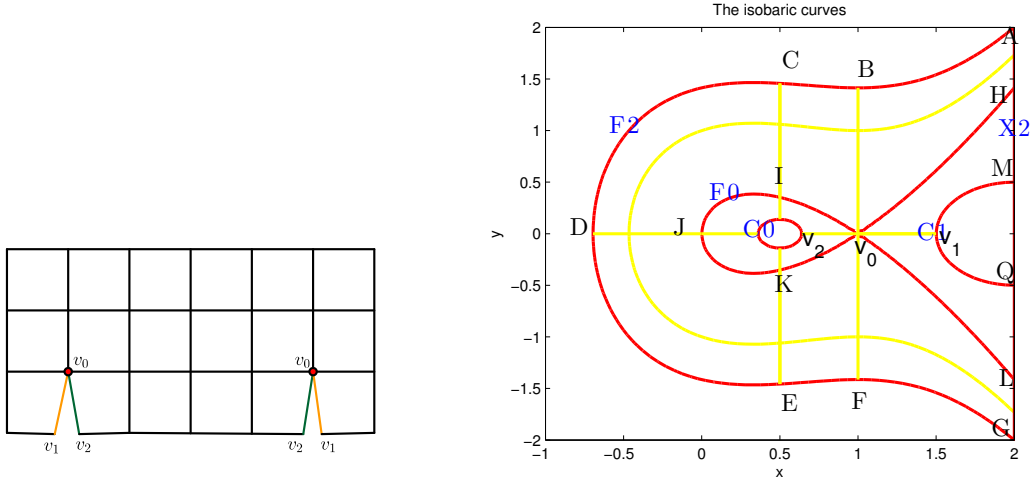 v0 v0
v1 v2 v2 v1
The isobaric curves
2
1.5
1
0.5
0
−0.5
−1
−1.5
−2
y
−1 −0.5 0 0.5 1 1.5 2
x
A
C B
H
F2 X2
I M
F0
D J C0 C1
v2 v0 v1
K Q
L
E F
G